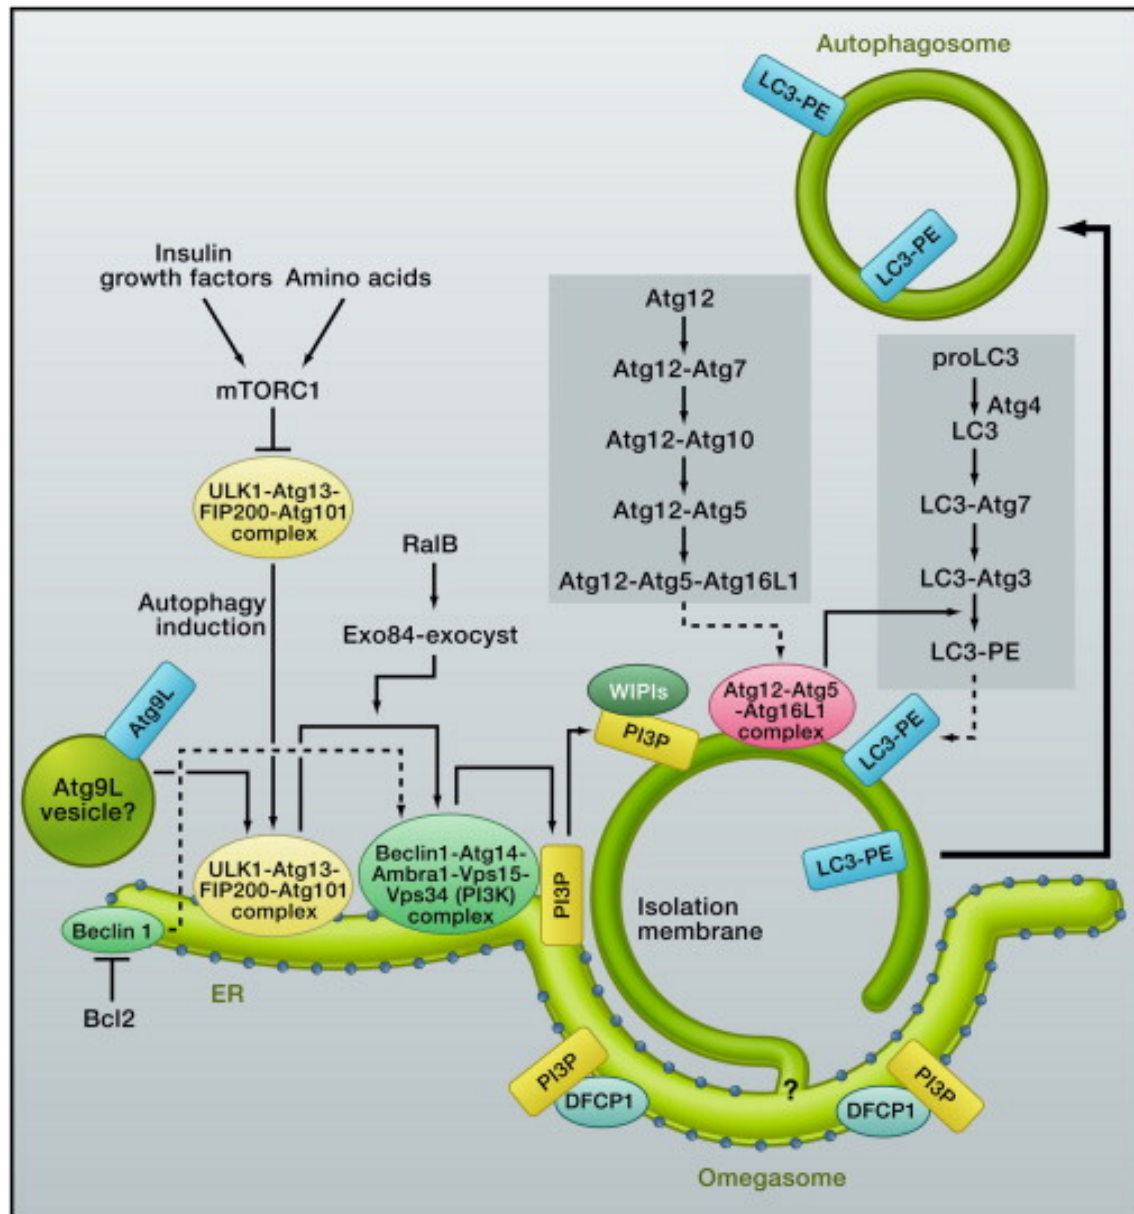 Autophagosome
LC3-PE
LC3-PE
Insulin
growth factors
Amino acids
mTORC1
ULK1-Atg13-
FIP200-Atg101
complex
Autophagy
induction
RalB
Exo84-exocyst
Atg12
Atg12-Atg7
Atg12-Atg10
Atg12-Atg5
Atg12-Atg5-Atg16L1
proLC3
Atg4
LC3
LC3-Atg7
LC3-Atg3
LC3-PE
Atg9L
Atg9L
vesicle?
WIPIs
PI3P
Atg12-Atg5
-Atg16L1
complex
LC3-PE
LC3-PE
ULK1-Atg13-
FIP200-Atg101
complex
Beclin1-Atg14-
Ambra1-Vps15-
Vps34 (PI3K)
complex
PI3P
Isolation
membrane
Beclin 1
Bcl2
ER
PI3P
DFCP1
?
DFCP1
PI3P
Omegasome